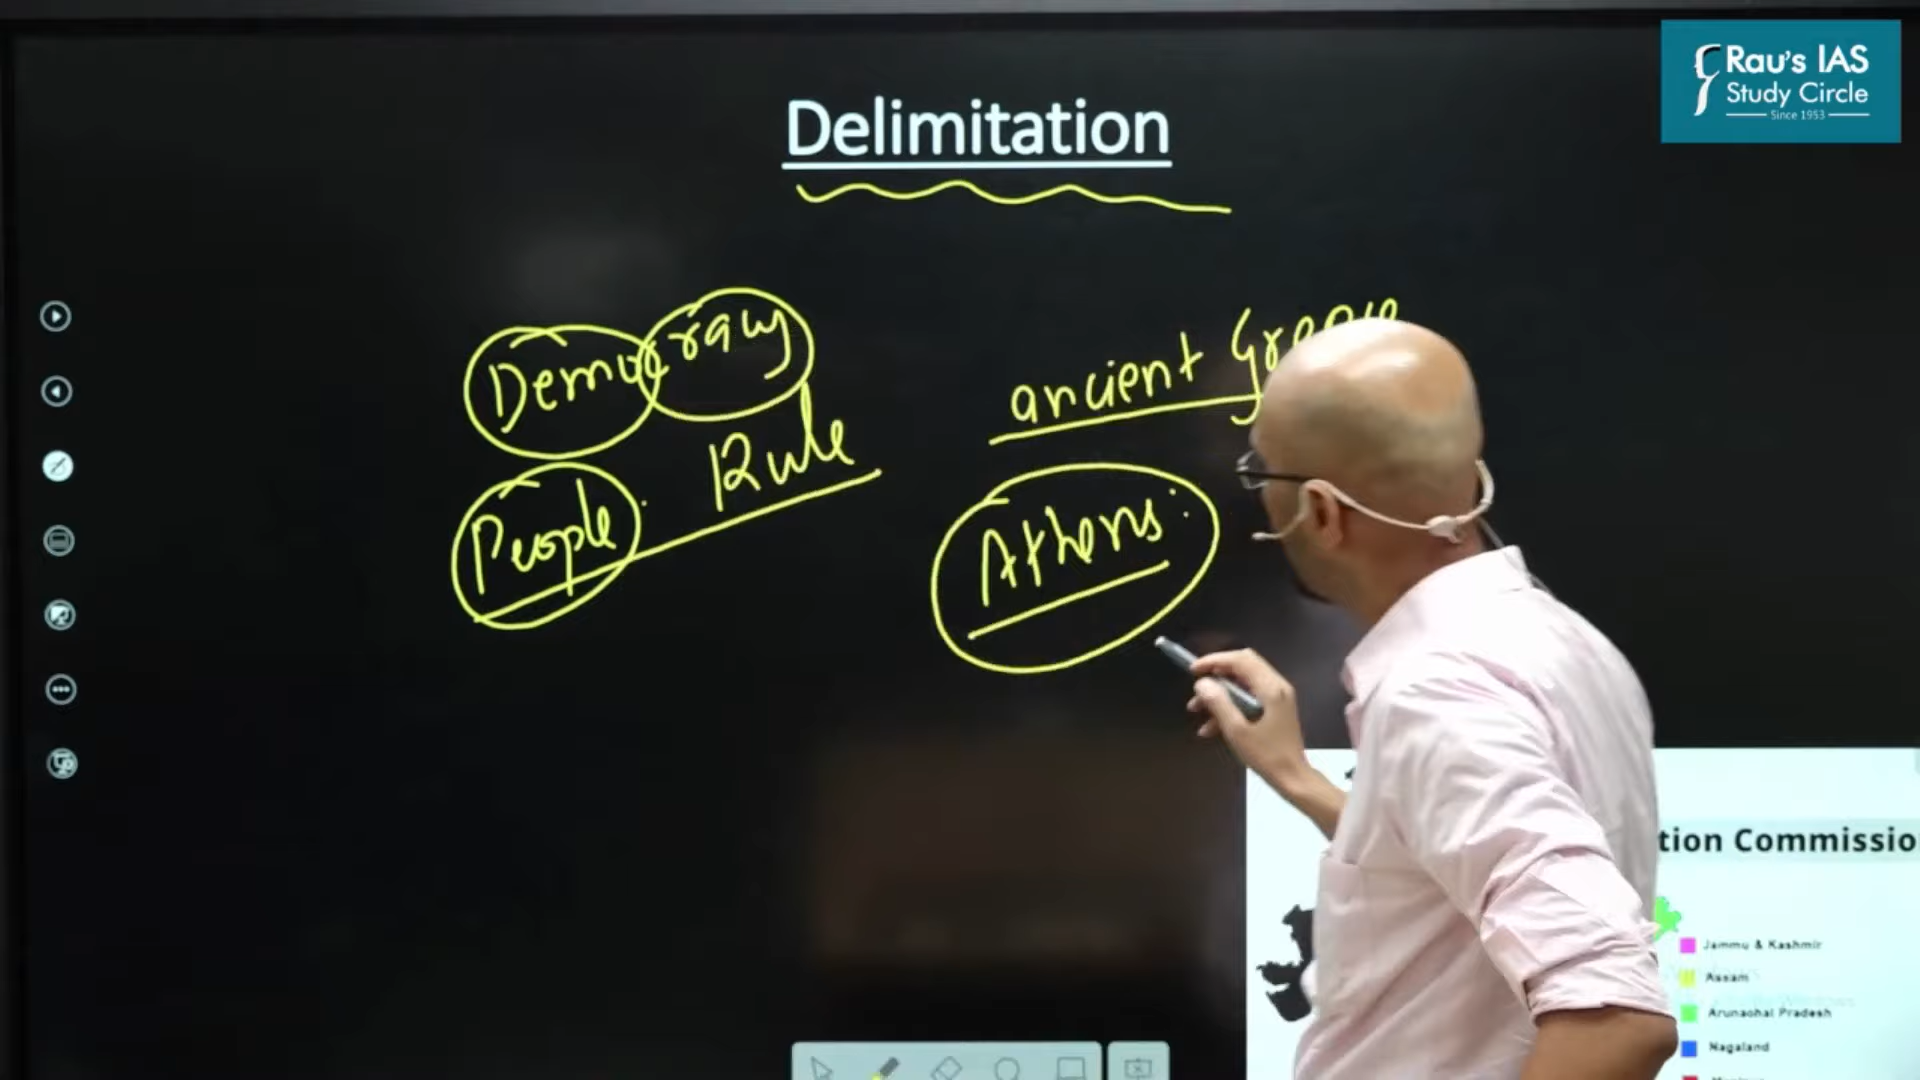 Rau's IAS
Study Circle
Since 1953
Delimitation
Democracy
ancient
Rule
People
Athens
tion Commissio
Jammu & Kashmir
Assam
Arunachal Pradesh
Nagaland